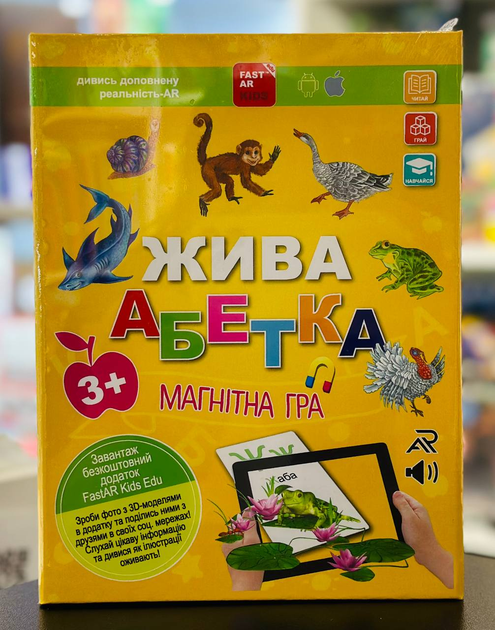 дивись доповнену
реальність-AR
FAST
AR
KIDS
ЧИТАЙ
ГРАЙ
НАВЧАЙСЯ
ЖИВА
АБЕТКА
3+
МАГНІТНА ГРА
Завантаж
безкоштовний
додаток
FastAR Kids Edu
Зроби фото з 3D-моделями
в додатку та поділись ними з
друзями в своїх соц. мережах!
Слухай цікаву інформацію
та дивися як ілюстрації
оживають!
AR
Жж
аба